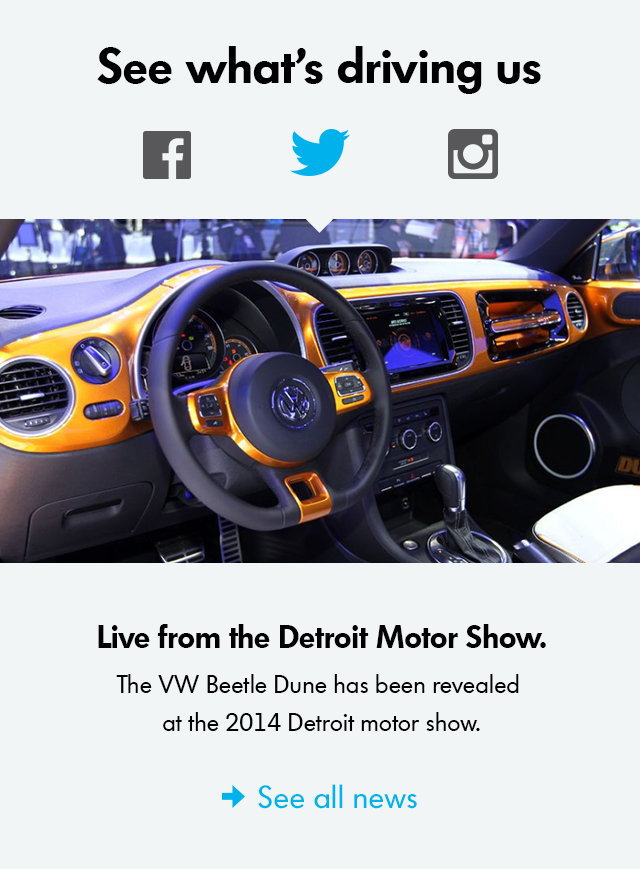 See what’s driving us
Live from the Detroit Motor Show.
The VW Beetle Dune has been revealed
at the 2014 Detroit motor show.
See all news